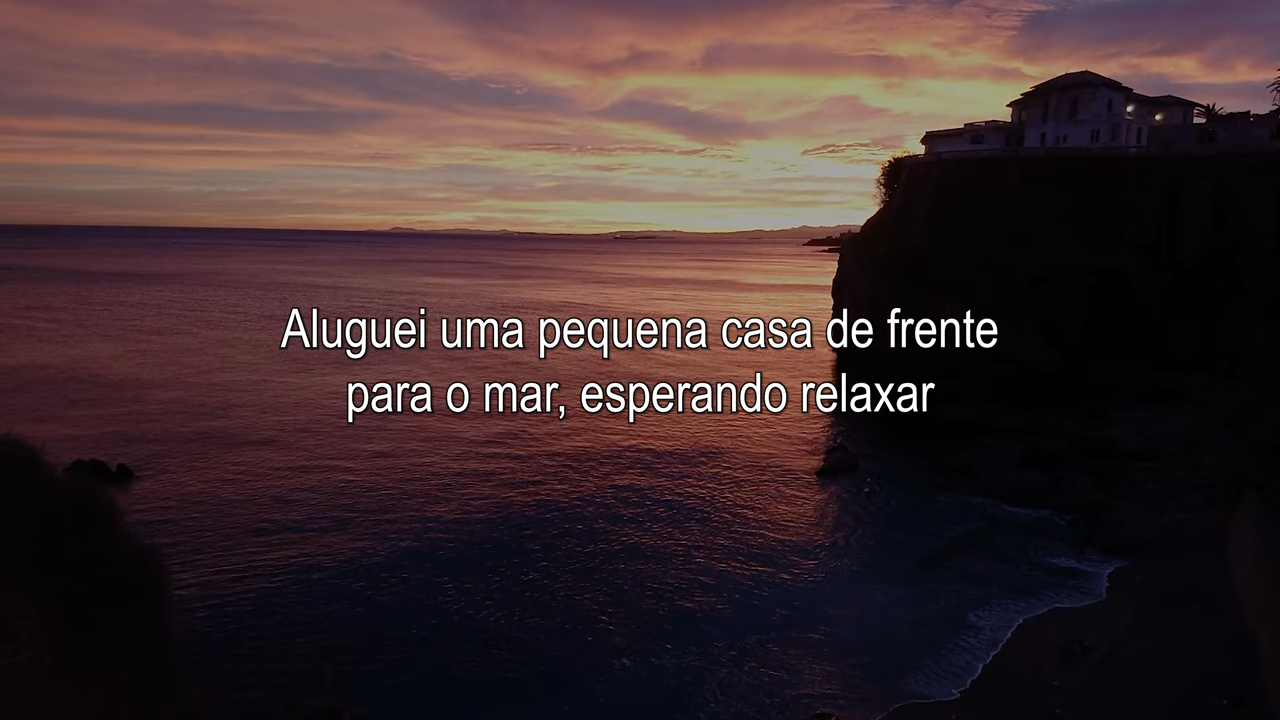 Aluguei uma pequena casa de frente
para o mar, esperando relaxar